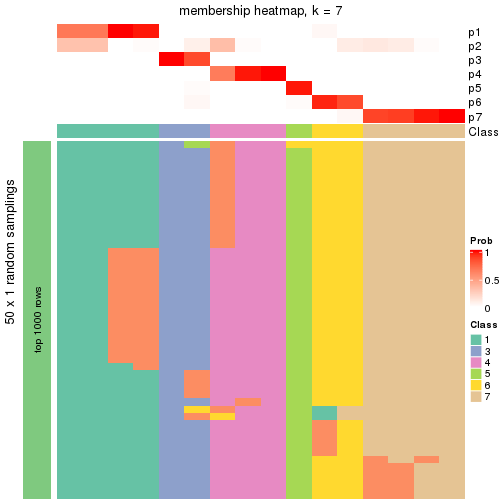 membership heatmap, k = 7
p1
p2
p3
p4
p5
p6
p7
Class
50 x 1 random samplings
top 1000 rows
Prob
1
0.5
0
Class
1
3
4
5
6
7